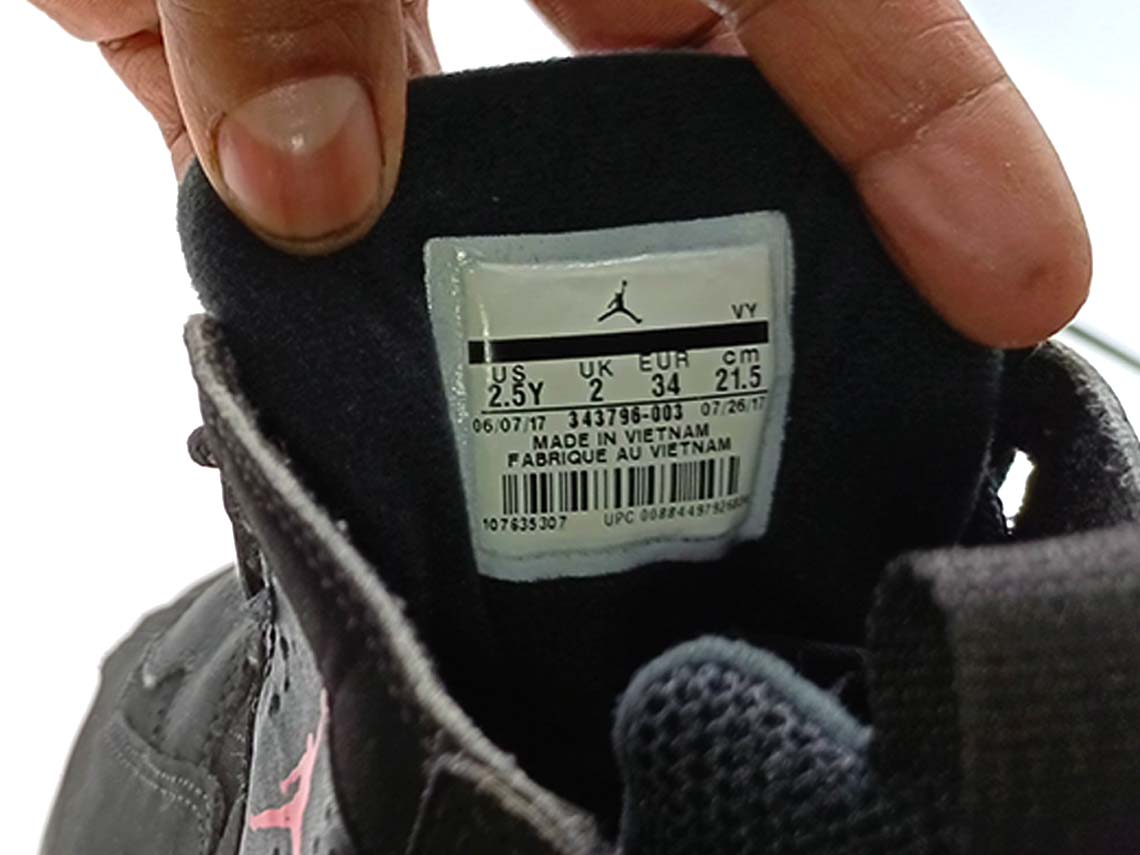 VY
US UK EUR cm
2.5Y 2 34 21.5
06/07/17 343796-003 07/26/17
MADE IN VIETNAM
FABRIQUE AU VIETNAM
107635307 UPC